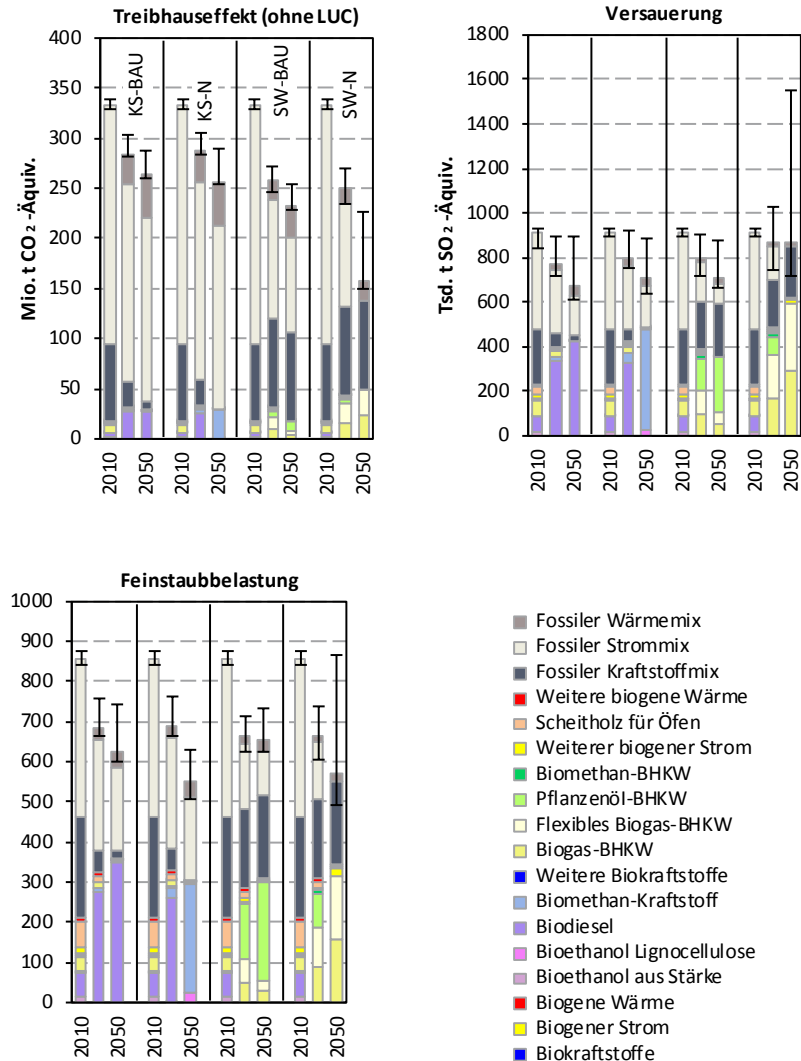 Treibhauseffekt (ohne LUC)
Mio. t CO₂ -Äquiv.
400
350
300
250
200
150
100
50
0
KS-BAU
KS-N
SW-BAU
SW-N
2010
2050
2010
2050
2010
2050
2010
2050
Versauerung
Tsd. t SO₂ -Äquiv.
1800
1600
1400
1200
1000
800
600
400
200
0
2010
2050
2010
2050
2010
2050
2010
2050
Feinstaubbelastung
1000
900
800
700
600
500
400
300
200
100
0
2010
2050
2010
2050
2010
2050
2010
2050
Fossiler Wärmemix
Fossiler Strommix
Fossiler Kraftstoffmix
Weitere biogene Wärme
Scheitholz für Öfen
Weiterer biogener Strom
Biomethan-BHKW
Pflanzenöl-BHKW
Flexibles Biogas-BHKW
Biogas-BHKW
Weitere Biokraftstoffe
Biomethan-Kraftstoff
Biodiesel
Bioethanol Lignocellulose
Bioethanol aus Stärke
Biogene Wärme
Biogener Strom
Biokraftstoffe